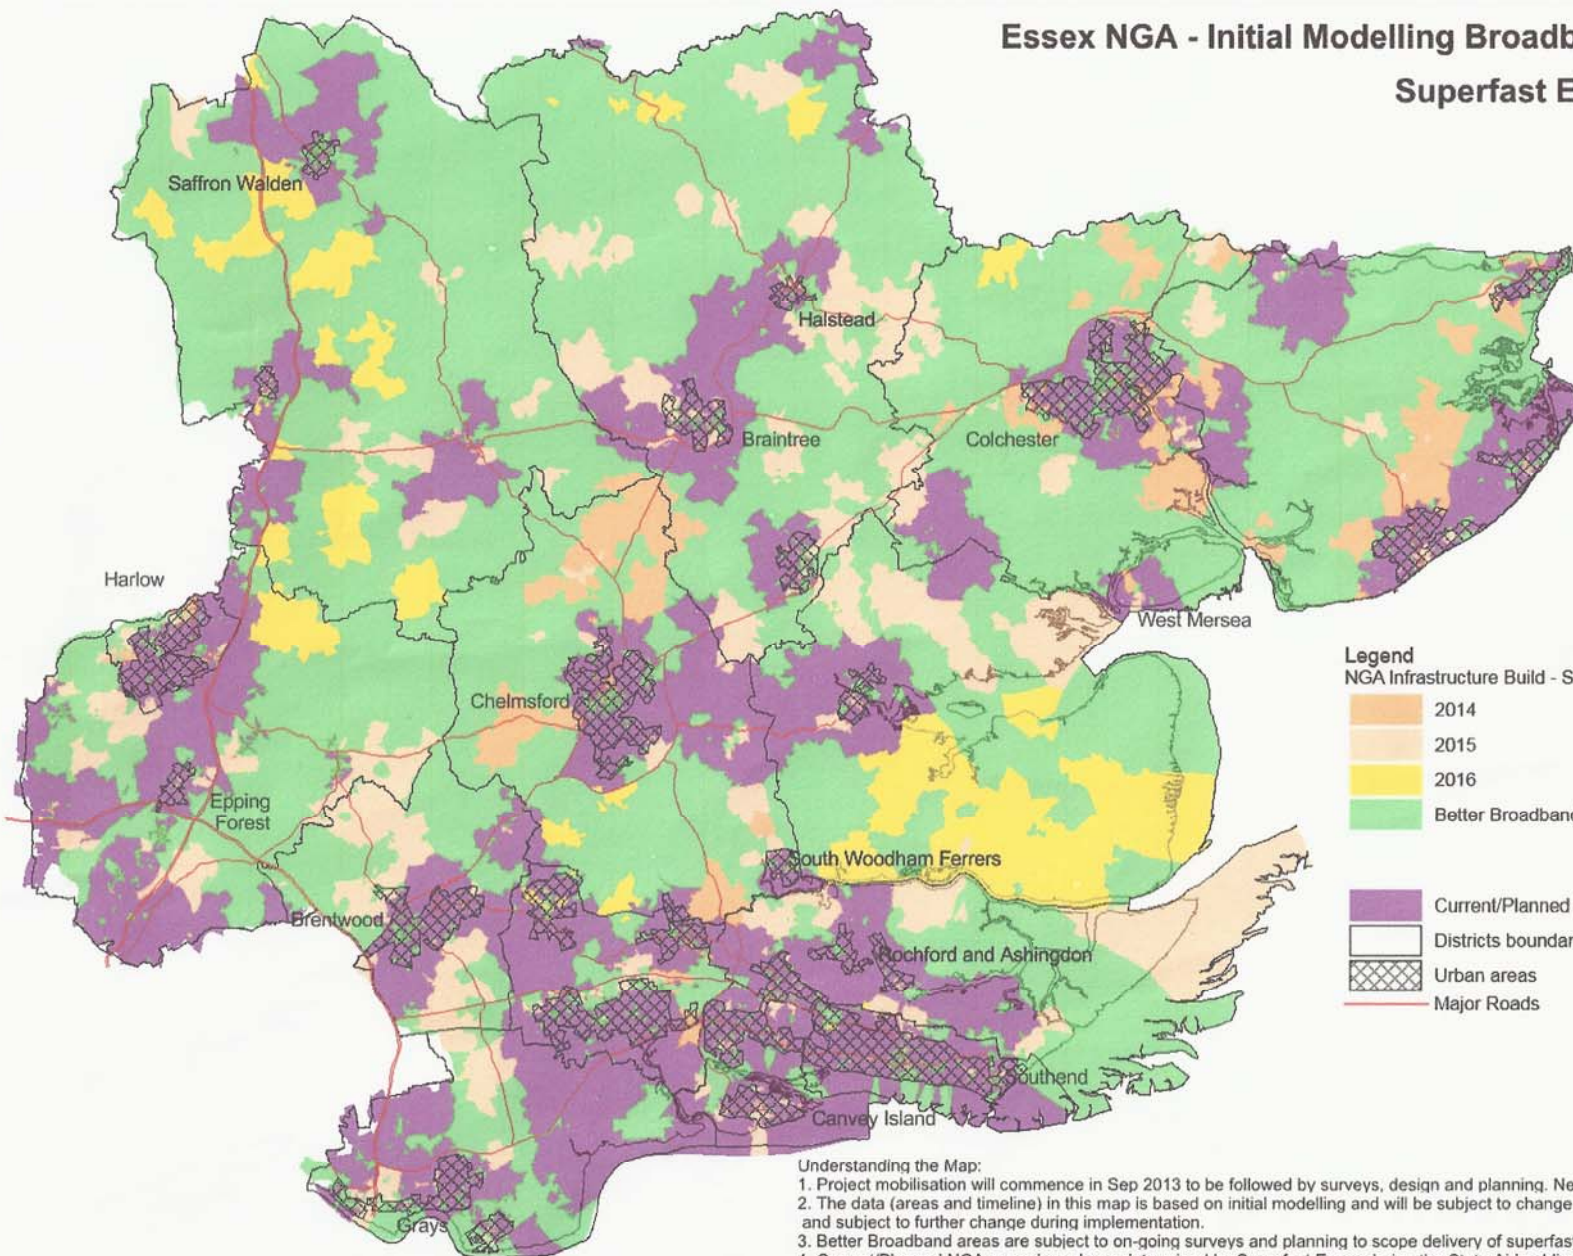 Essex NGA - Initial Modelling Broadb
Superfast E
Saffron Walden
Halstead
Braintree
Colchester
Harlow
West Mersea
Chelmsford
Epping
Forest
South Woodham Ferrers
Brentwood
Rochford and Ashingdon
Southend
Canvey Island
Grays
Legend
NGA Infrastructure Build - S
2014
2015
2016
Better Broadband
Current/Planned
Districts boundar
Urban areas
Major Roads
Understanding the Map:
1. Project mobilisation will commence in Sep 2013 to be followed by surveys, design and planning. Ne
2. The data (areas and timeline) in this map is based on initial modelling and will be subject to change
and subject to further change during implementation.
3. Better Broadband areas are subject to on-going surveys and planning to scope delivery of superfas